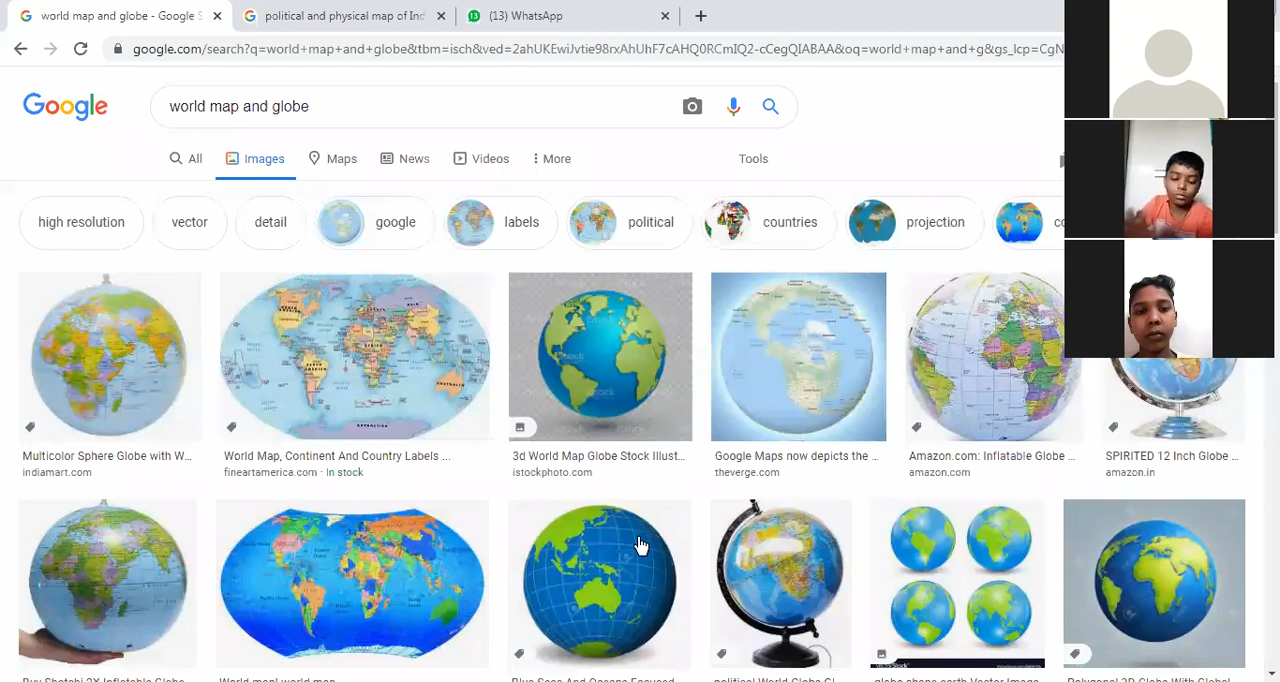 world map and globe - Google S
political and physical map of Ind
(13) WhatsApp
google.com/search?q=world+map+and+globe&tbm=isch&ved=2ahUKEwiJvtie98rxAhUhF7cAHQ0RCmIQ2-cCegQIABAA&oq=world+map+and+g&gs_lcp=CgN
Google
world map and globe
All
Images
Maps
News
Videos
More
Tools
high resolution
vector
detail
google
labels
political
countries
projection
co
Multicolor Sphere Globe with W...
World Map, Continent And Country Labels ...
3d World Map Globe Stock Illust...
Google Maps now depicts the ...
Amazon.com: Inflatable Globe ...
SPIRITED 12 Inch Globe ...
indiamart.com
fineartamerica.com · In stock
istockphoto.com
theverge.com
amazon.com
amazon.in
political World Globe Gl